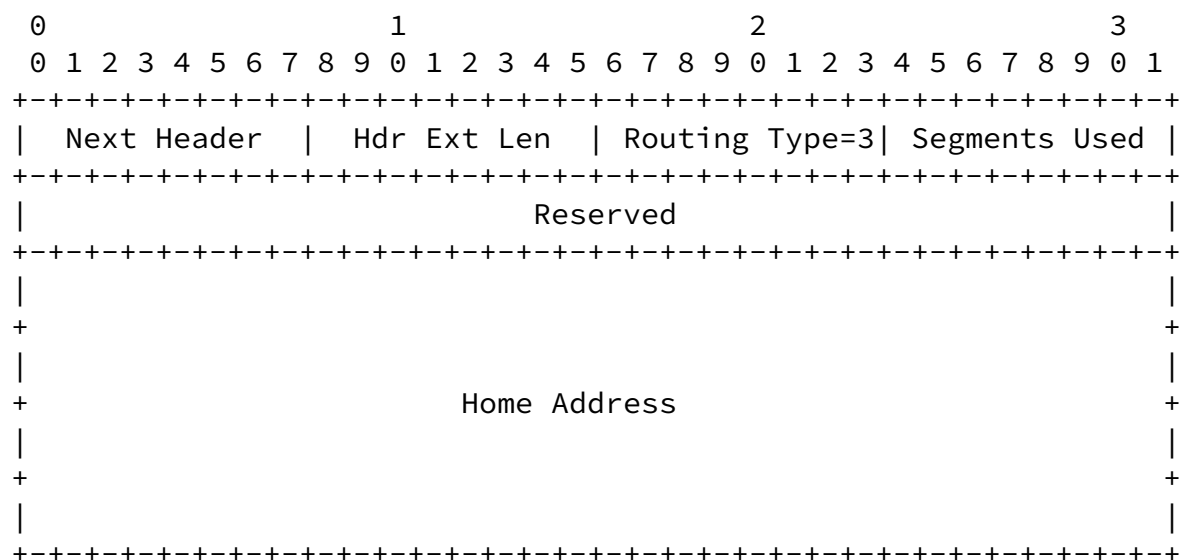 0                   1                   2                   3
 0 1 2 3 4 5 6 7 8 9 0 1 2 3 4 5 6 7 8 9 0 1 2 3 4 5 6 7 8 9 0 1
+-+-+-+-+-+-+-+-+-+-+-+-+-+-+-+-+-+-+-+-+-+-+-+-+-+-+-+-+-+-+-+-+
|  Next Header  |  Hdr Ext Len  | Routing Type=3| Segments Used |
+-+-+-+-+-+-+-+-+-+-+-+-+-+-+-+-+-+-+-+-+-+-+-+-+-+-+-+-+-+-+-+-+
|                            Reserved                           |
+-+-+-+-+-+-+-+-+-+-+-+-+-+-+-+-+-+-+-+-+-+-+-+-+-+-+-+-+-+-+-+-+
|                                                               |
+                                                               +
|                                                               |
+                        Home Address                           +
|                                                               |
+                                                               +
|                                                               |
+-+-+-+-+-+-+-+-+-+-+-+-+-+-+-+-+-+-+-+-+-+-+-+-+-+-+-+-+-+-+-+-+